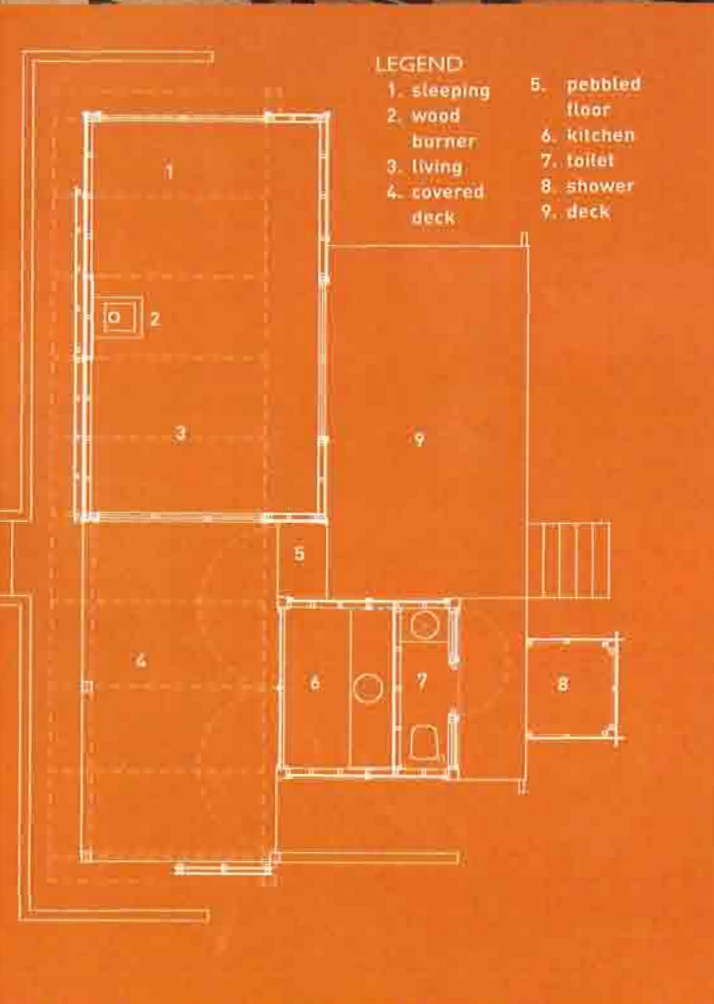 LEGEND
1. sleeping
2. wood
burner
3. living
4. covered
deck
5. pebbled
floor
6. kitchen
7. toilet
8. shower
9. deck
1
2
3
9
5
4
6
7
8